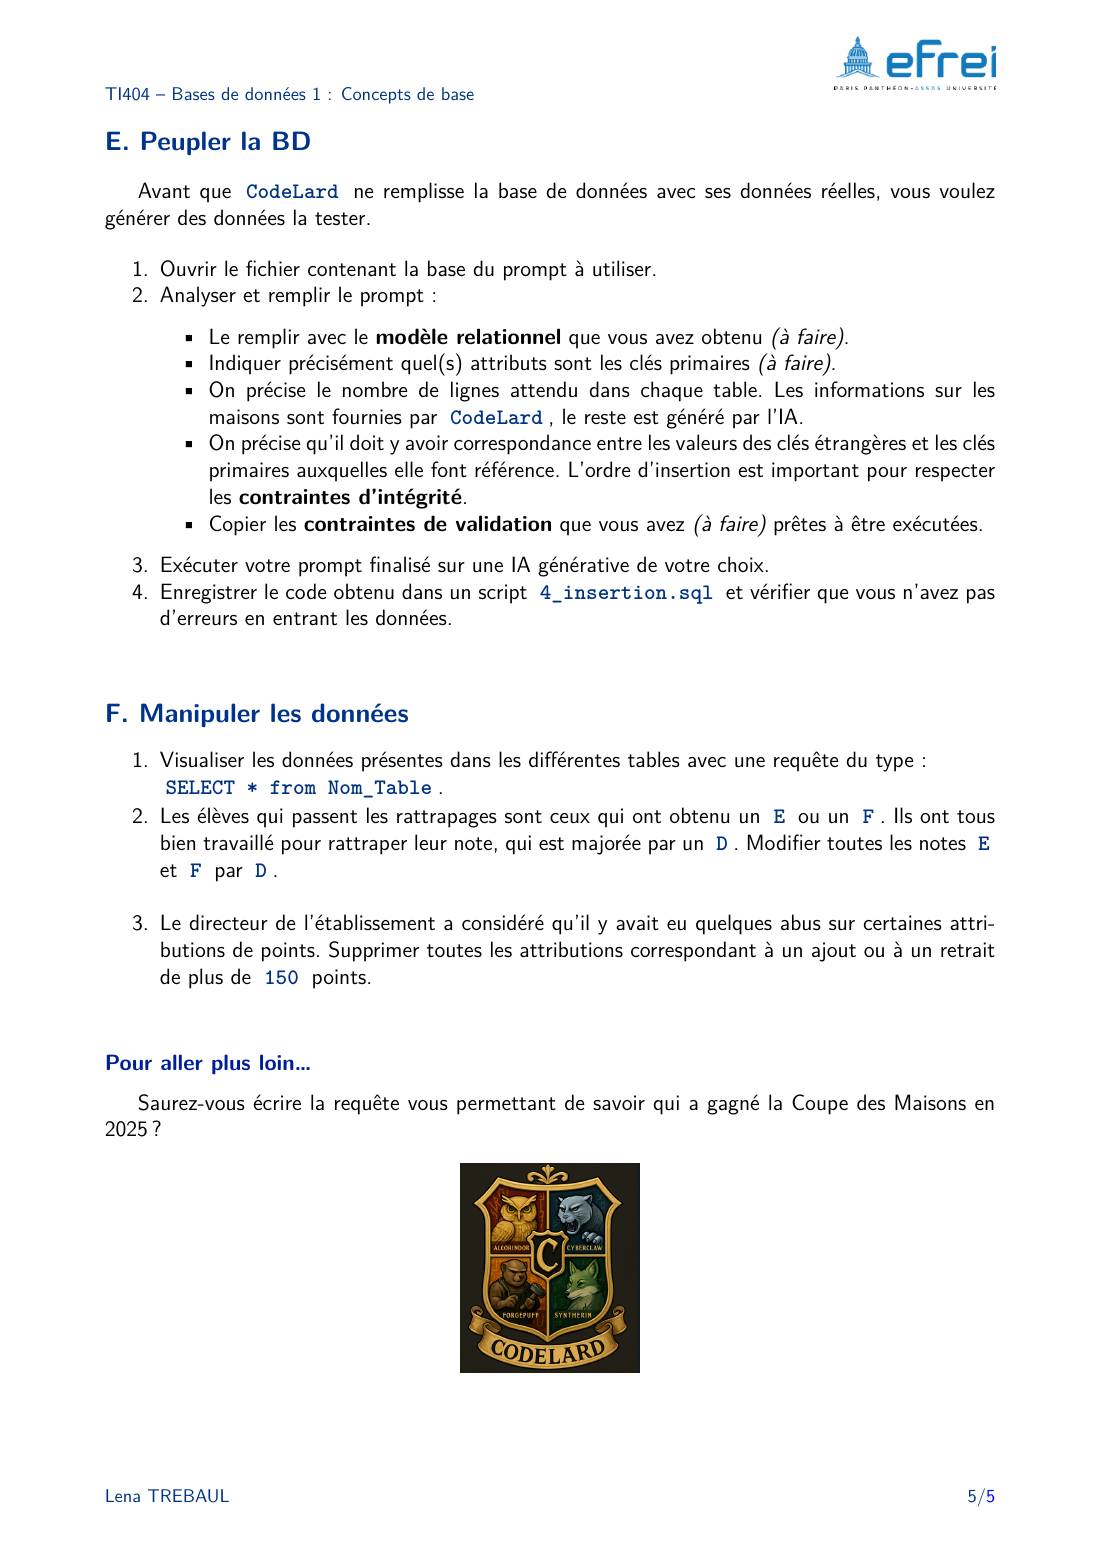 efrei
PARIS PANTHÉON-ASSAS UNIVERSITÉ
TI404 – Bases de données 1 : Concepts de base
E. Peupler la BD
Avant que CodeLard ne remplisse la base de données avec ses données réelles, vous voulez
générer des données la tester.
1. Ouvrir le fichier contenant la base du prompt à utiliser.
2. Analyser et remplir le prompt :
▪ Le remplir avec le modèle relationnel que vous avez obtenu (à faire).
▪ Indiquer précisément quel(s) attributs sont les clés primaires (à faire).
▪ On précise le nombre de lignes attendu dans chaque table. Les informations sur les
maisons sont fournies par CodeLard , le reste est généré par l'IA.
▪ On précise qu'il doit y avoir correspondance entre les valeurs des clés étrangères et les clés
primaires auxquelles elle font référence. L'ordre d'insertion est important pour respecter
les contraintes d'intégrité.
▪ Copier les contraintes de validation que vous avez (à faire) prêtes à être exécutées.
3. Exécuter votre prompt finalisé sur une IA générative de votre choix.
4. Enregistrer le code obtenu dans un script 4_insertion.sql et vérifier que vous n'avez pas
d'erreurs en entrant les données.
F. Manipuler les données
1. Visualiser les données présentes dans les différentes tables avec une requête du type :
SELECT * from Nom_Table .
2. Les élèves qui passent les rattrapages sont ceux qui ont obtenu un E ou un F . Ils ont tous
bien travaillé pour rattraper leur note, qui est majorée par un D . Modifier toutes les notes E
et F par D .
3. Le directeur de l'établissement a considéré qu'il y avait eu quelques abus sur certaines attri-
butions de points. Supprimer toutes les attributions correspondant à un ajout ou à un retrait
de plus de 150 points.
Pour aller plus loin...
Saurez-vous écrire la requête vous permettant de savoir qui a gagné la Coupe des Maisons en
2025 ?
ALGORINDOR CYBERCLAW
C
FORGEPUFF SYNTHERIN
CODELARD
Lena TREBAUL
5/5